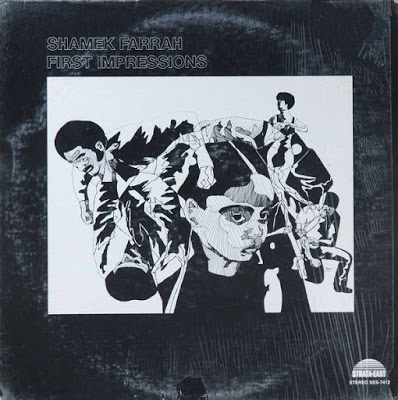 SHAMEK FARRAH
FIRST IMPRESSIONS
STRATA-EAST
STEREO SES-7412